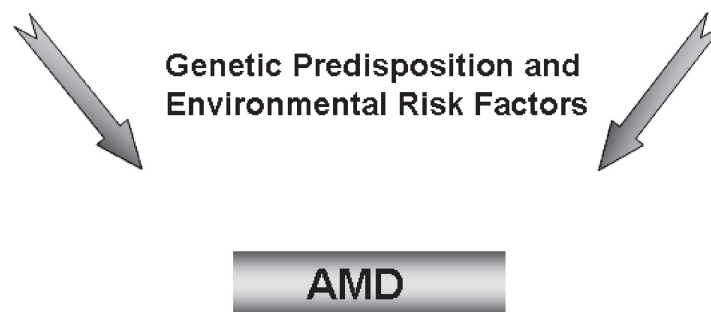 Genetic Predisposition and
Environmental Risk Factors
AMD